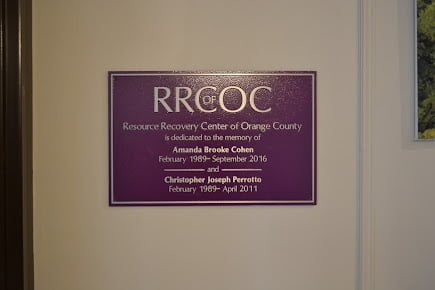 RRCOFOC
Resource Recovery Center of Orange County
is dedicated to the memory of
Amanda Brooke Cohen
February 1989– September 2016
and
Christopher Joseph Perrotto
February 1989– April 2011